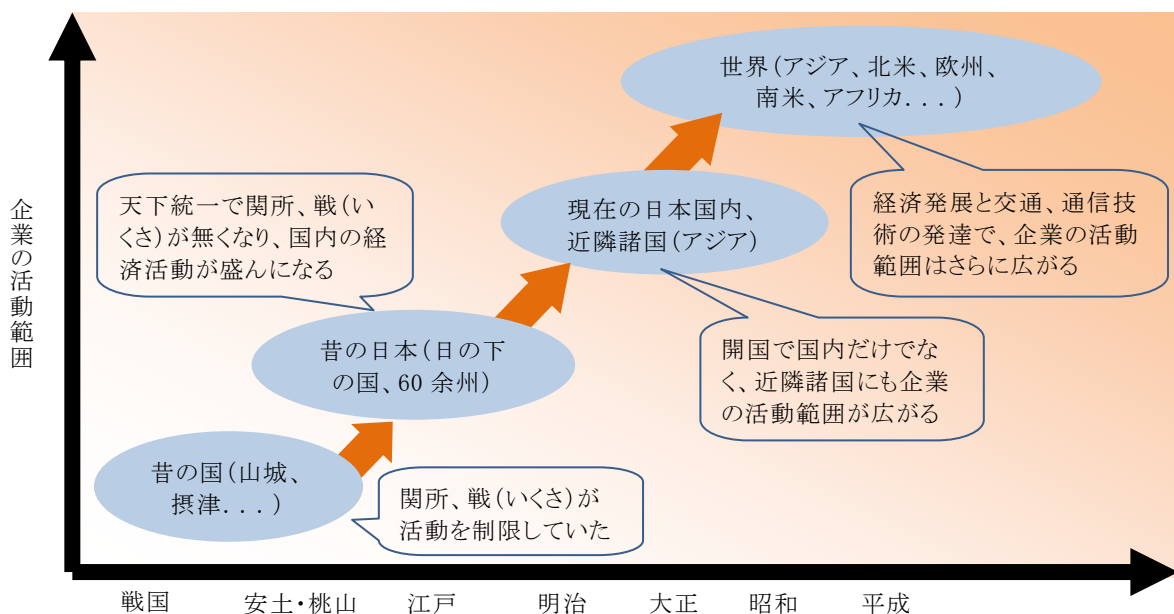 世界（アジア、北米、欧州、
南米、アフリカ．．．）
経済発展と交通、通信技
術の発達で、企業の活動
範囲はさらに広がる
天下統一で関所、戦（い
くさ）が無くなり、国内の経
済活動が盛んになる
現在の日本国内、
近隣諸国（アジア）
企業の活動範囲
昔の日本（日の下
の国、60 余州）
開国で国内だけでな
く、近隣諸国にも企業
の活動範囲が広がる
昔の国（山城、
摂津．．．）
関所、戦（いくさ）が
活動を制限していた
戦国 安土・桃山 江戸 明治 大正 昭和 平成